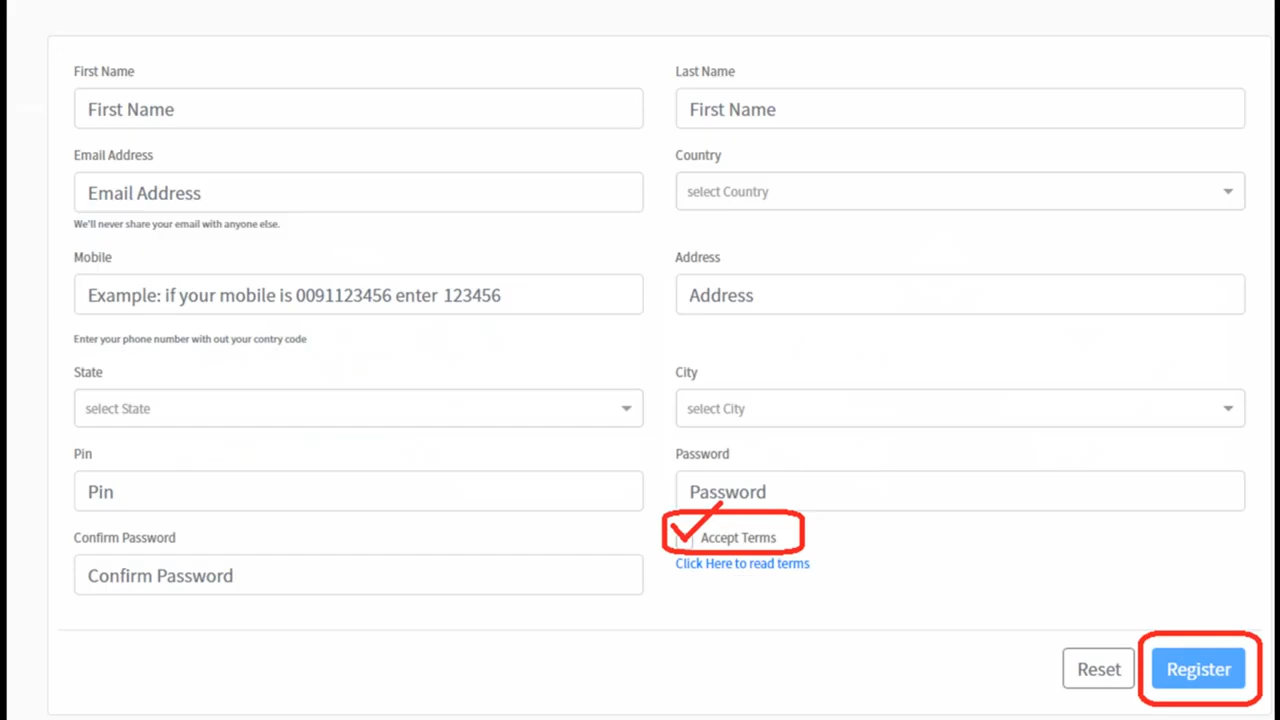 First Name
First Name
Last Name
First Name
Email Address
Email Address
We'll never share your email with anyone else.
Country
select Country
Mobile
Example: if your mobile is 0091123456 enter 123456
Enter your phone number with out your contry code
Address
Address
State
select State
City
select City
Pin
Pin
Password
Password
Confirm Password
Confirm Password
Accept Terms
Click Here to read terms
Reset
Register